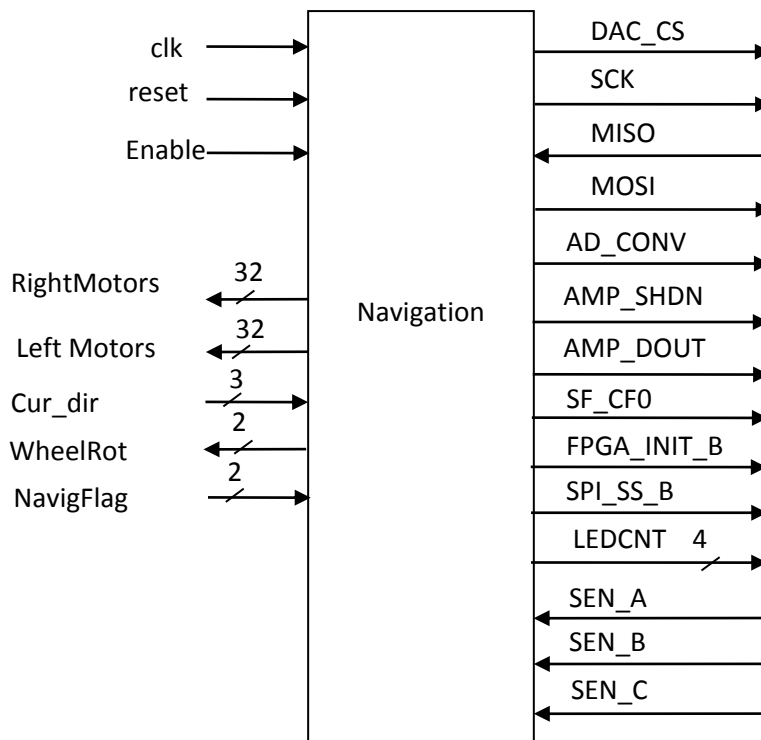 clk
reset
Enable
RightMotors
32
Left Motors
32
Cur_dir
3
WheelRot
2
NavigFlag
2
Navigation
DAC_CS
SCK
MISO
MOSI
AD_CONV
AMP_SHDN
AMP_DOUT
SF_CF0
FPGA_INIT_B
SPI_SS_B
LEDCNT 4
SEN_A
SEN_B
SEN_C